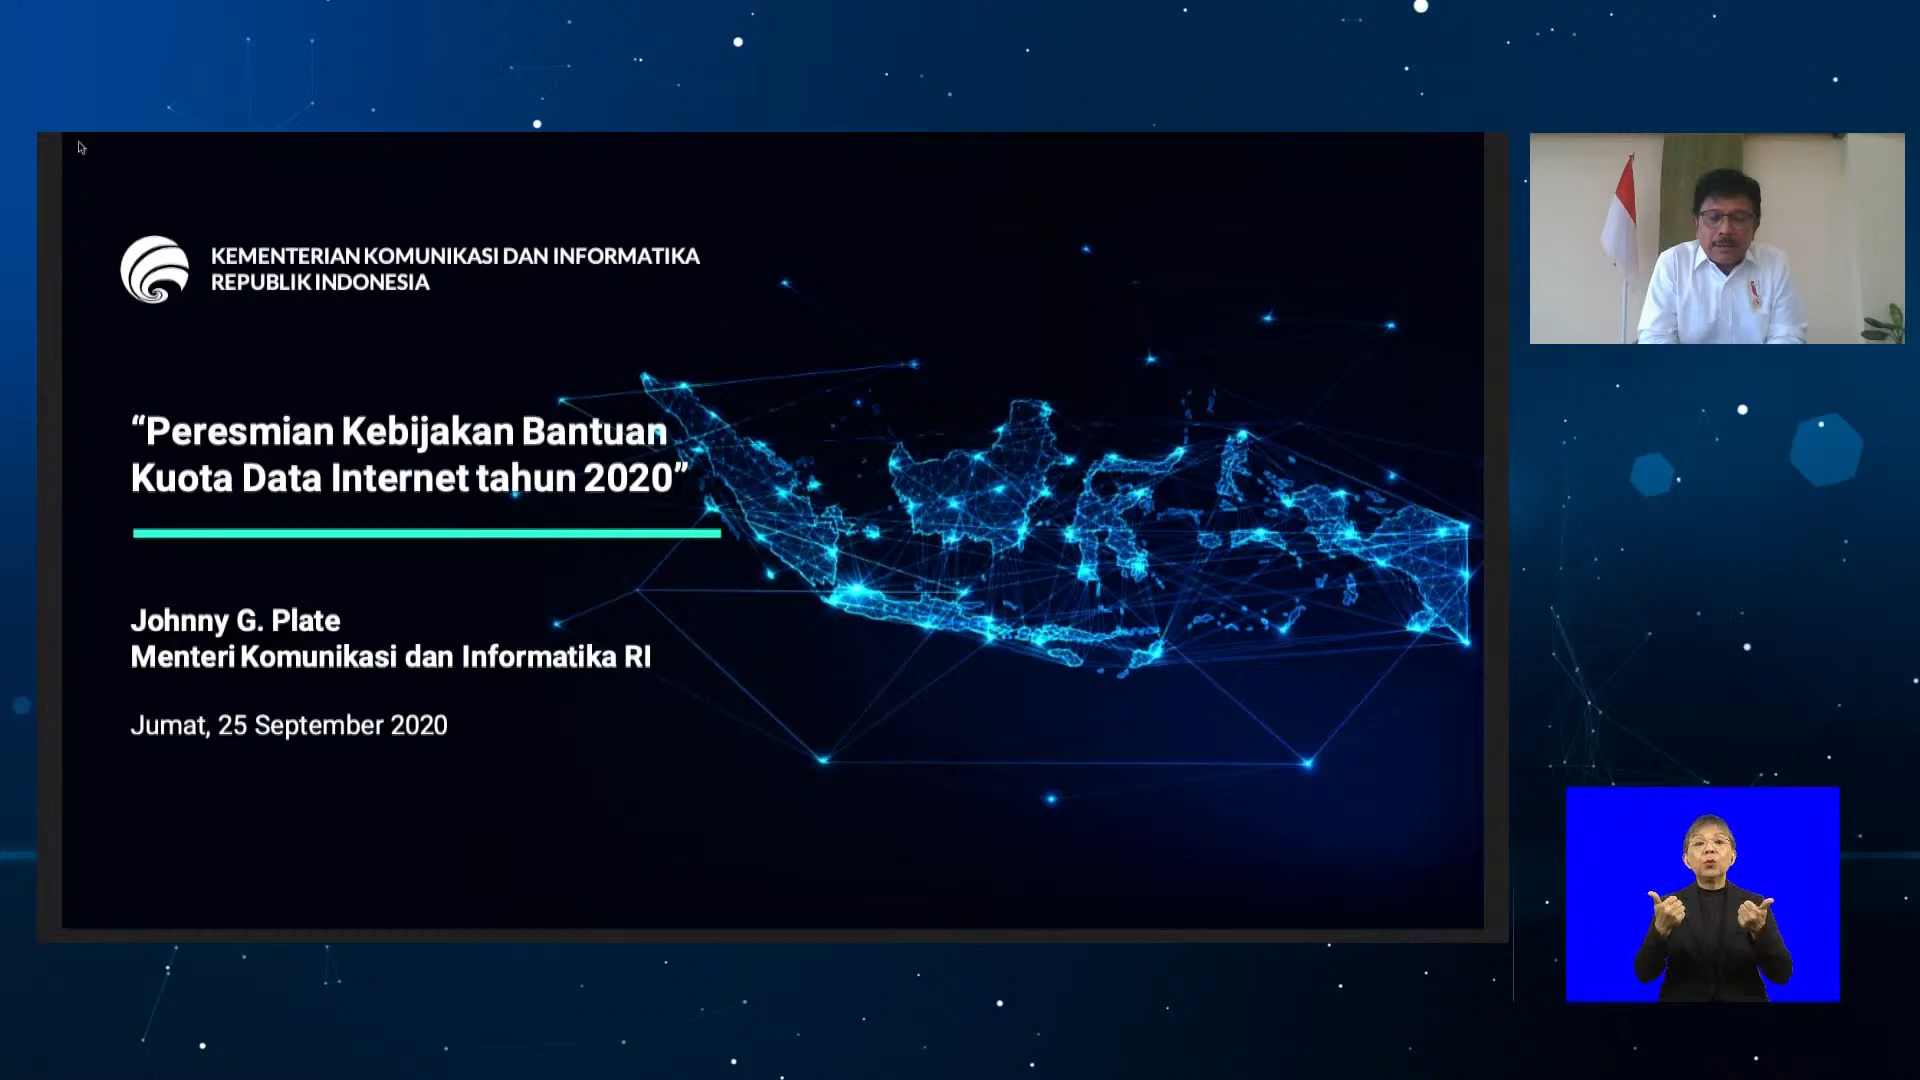 KEMENTERIAN KOMUNIKASI DAN INFORMATIKA
REPUBLIK INDONESIA
“Peresmian Kebijakan Bantuan
Kuota Data Internet tahun 2020”
Johnny G. Plate
Menteri Komunikasi dan Informatika RI
Jumat, 25 September 2020